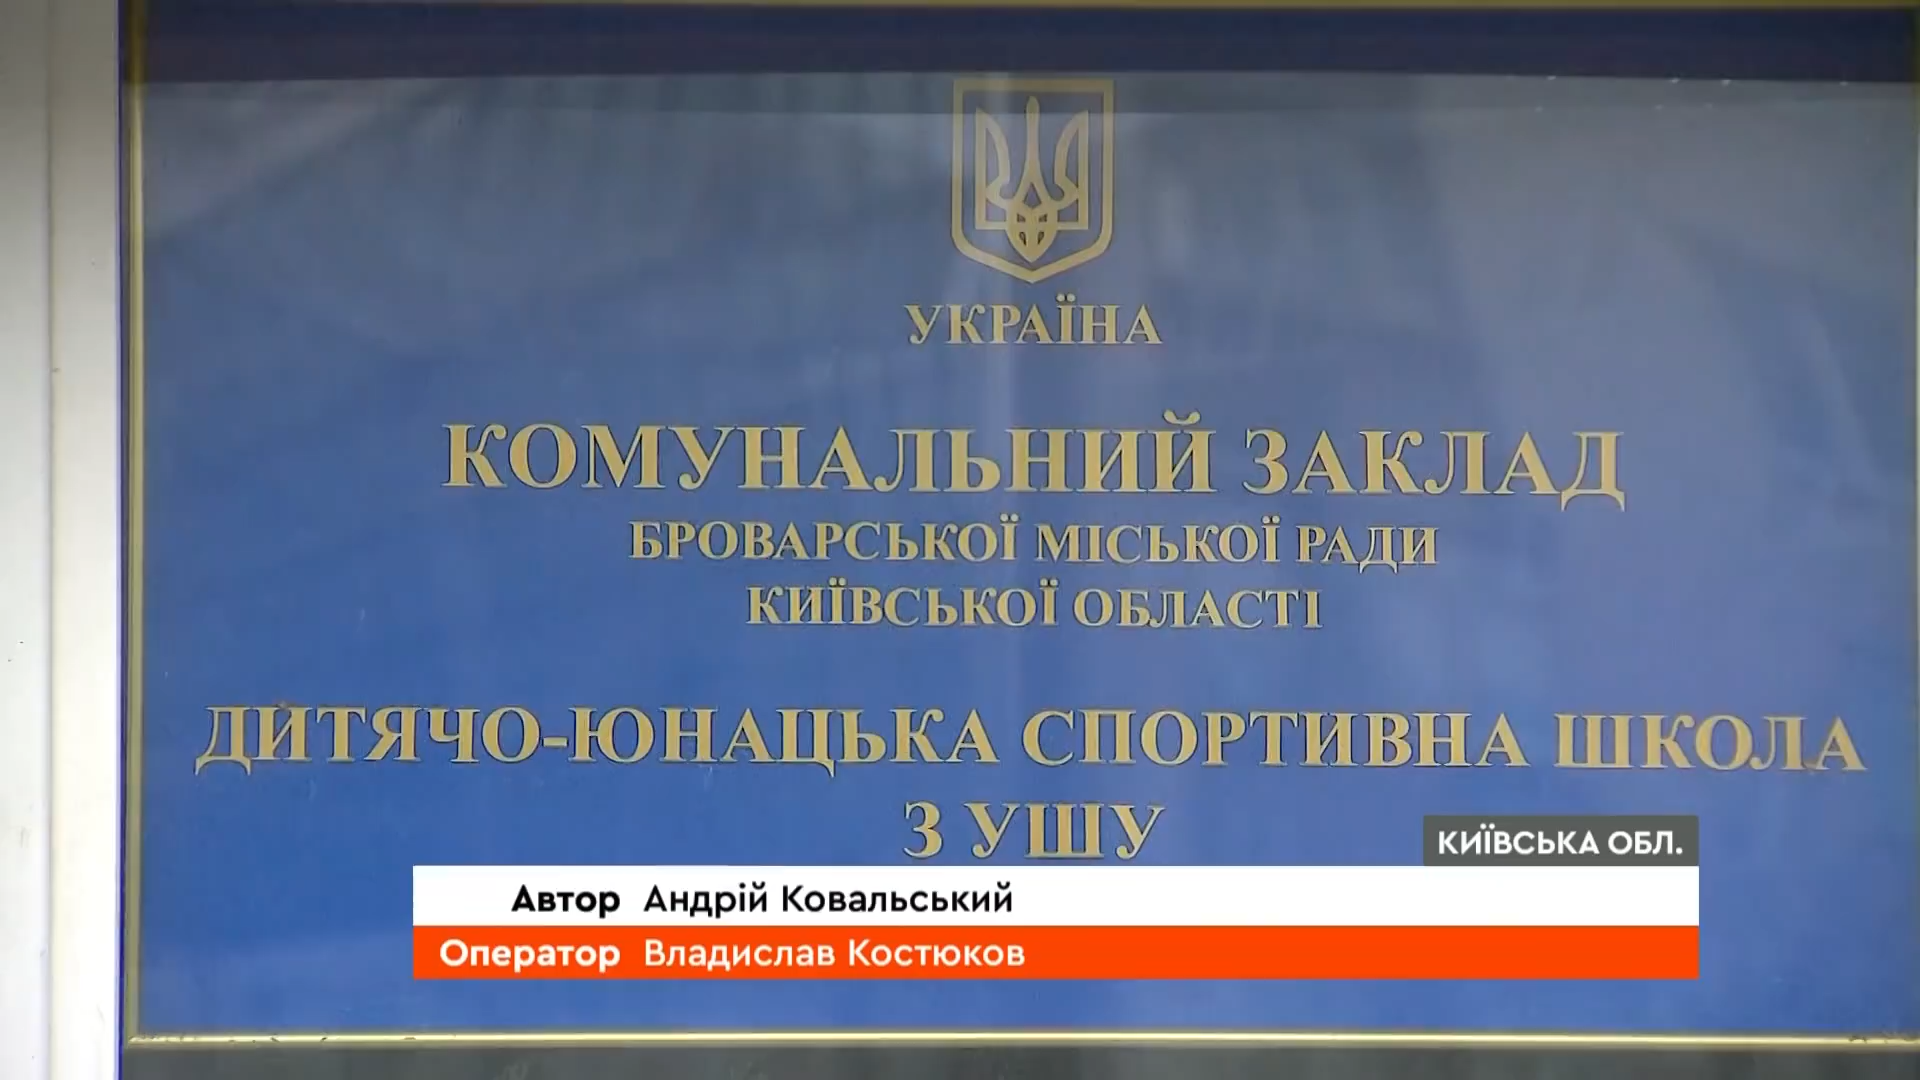 УКРАЇНА
КОМУНАЛЬНИЙ ЗАКЛАД
БРОВАРСЬКОЇ МІСЬКОЇ РАДИ
КИЇВСЬКОЇ ОБЛАСТІ
ДИТЯЧО-ЮНАЦЬКА СПОРТИВНА ШКОЛА
З УШУ
КИЇВСЬКА ОБЛ.
Автор Андрій Ковальський
Оператор Владислав Костюков